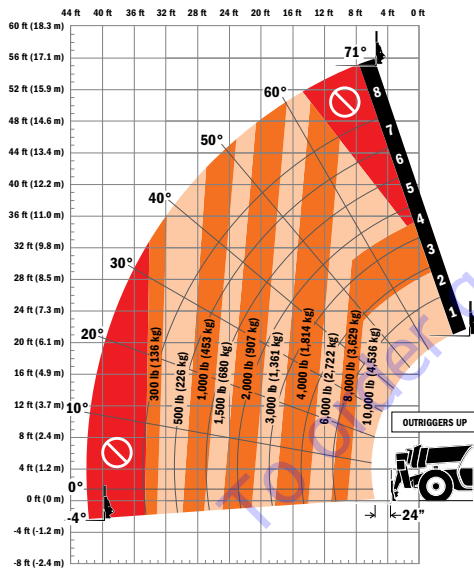 44 ft 40 ft 36 ft 32 ft 28 ft 24 ft 20 ft 16 ft 12 ft 8 ft 4 ft 0 ft
60 ft (18.3 m)
56 ft (17.1 m)
52 ft (15.9 m)
48 ft (14.6 m)
44 ft (13.4 m)
40 ft (12.2 m)
36 ft (11.0 m)
32 ft (9.8 m)
28 ft (8.5 m)
24 ft (7.3 m)
20 ft (6.1 m)
16 ft (4.9 m)
12 ft (3.7 m)
8 ft (2.4 m)
4 ft (1.2 m)
0 ft (0 m)
-4 ft (-1.2 m)
-8 ft (-2.4 m)
71°
60°
50°
40°
30°
20°
10°
0°
-4°
8
7
6
5
4
3
2
1
300 lb (136 kg)
500 lb (226 kg)
1,000 lb (453 kg)
1,500 lb (680 kg)
2,000 lb (907 kg)
3,000 lb (1,361 kg)
4,000 lb (1,814 kg)
6,000 lb (2,722 kg)
8,000 lb (3,629 kg)
10,000 lb (4,536 kg)
OUTRIGGERS UP
24"
To order